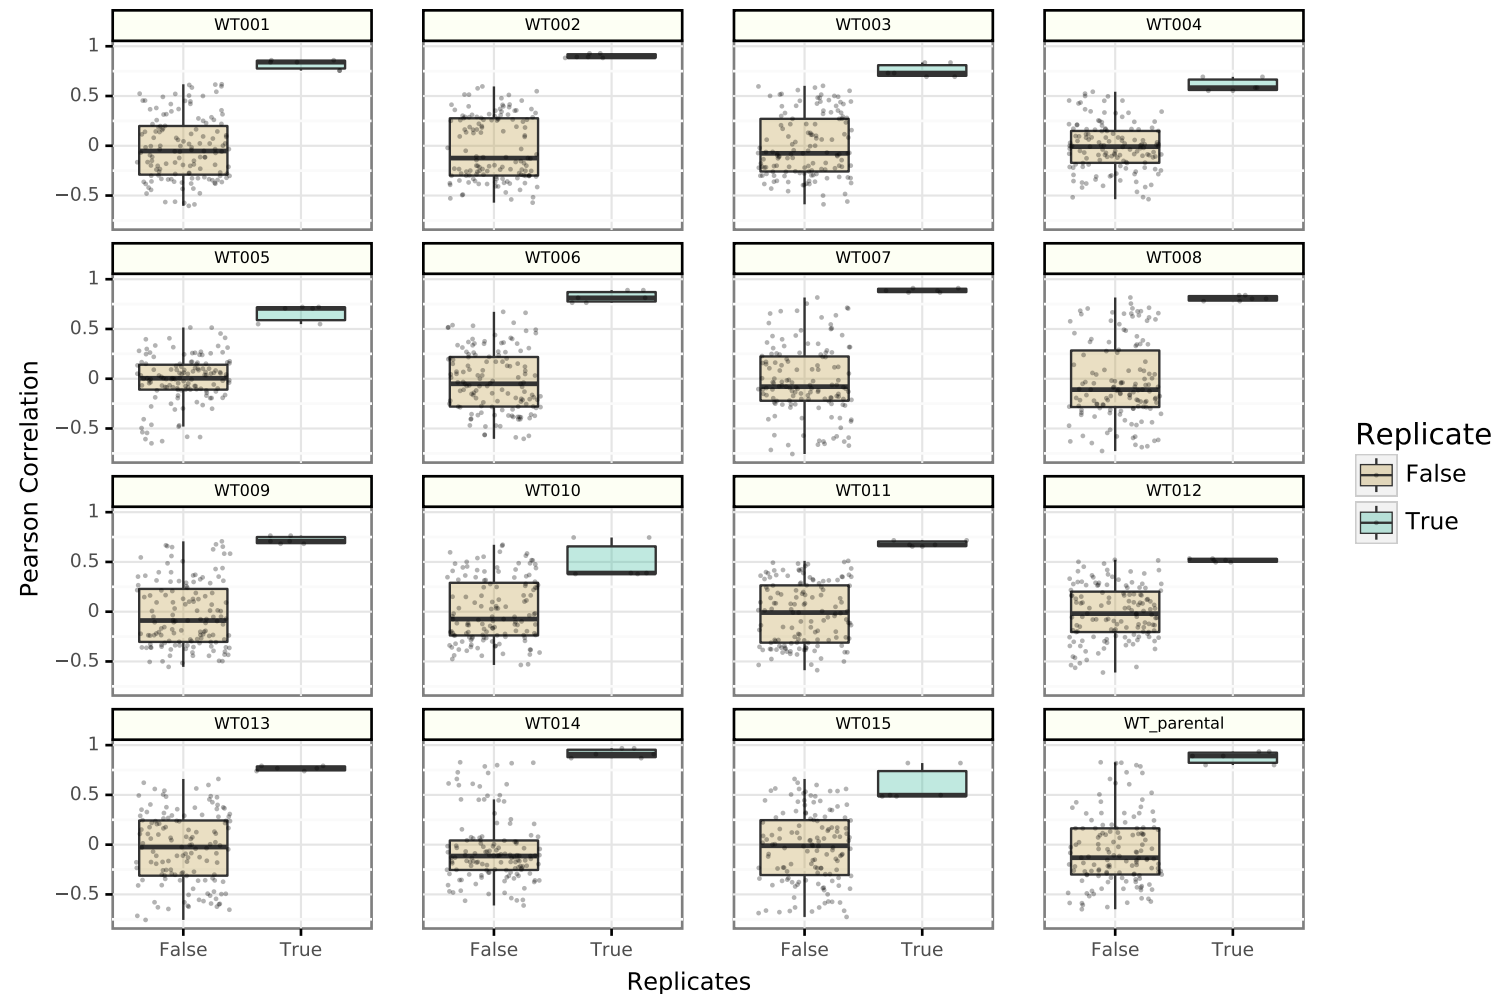 WT001 WT002 WT003 WT004
1
0.5
0
−0.5
WT005 WT006 WT007 WT008
1
0.5
0
−0.5
WT009 WT010 WT011 WT012
1
0.5
0
−0.5
WT013 WT014 WT015 WT_parental
1
0.5
0
−0.5
False True False True False True False True
Replicates
Pearson Correlation
Replicate
False
True